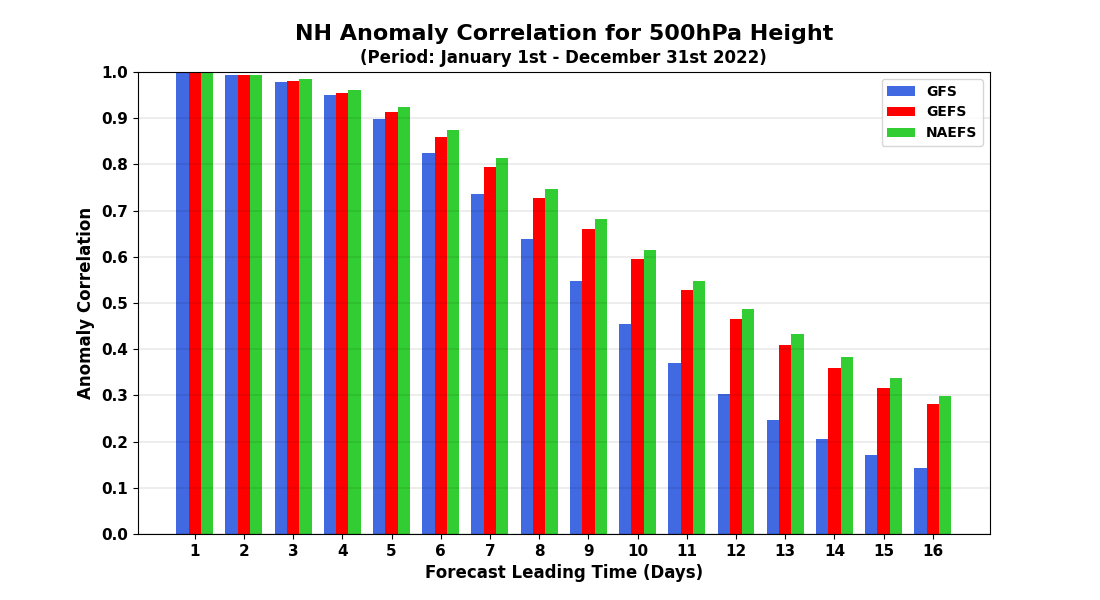 NH Anomaly Correlation for 500hPa Height
(Period: January 1st - December 31st 2022)
GFS
GEFS
NAEFS
Anomaly Correlation
1.0
0.9
0.8
0.7
0.6
0.5
0.4
0.3
0.2
0.1
0.0
1 2 3 4 5 6 7 8 9 10 11 12 13 14 15 16
Forecast Leading Time (Days)